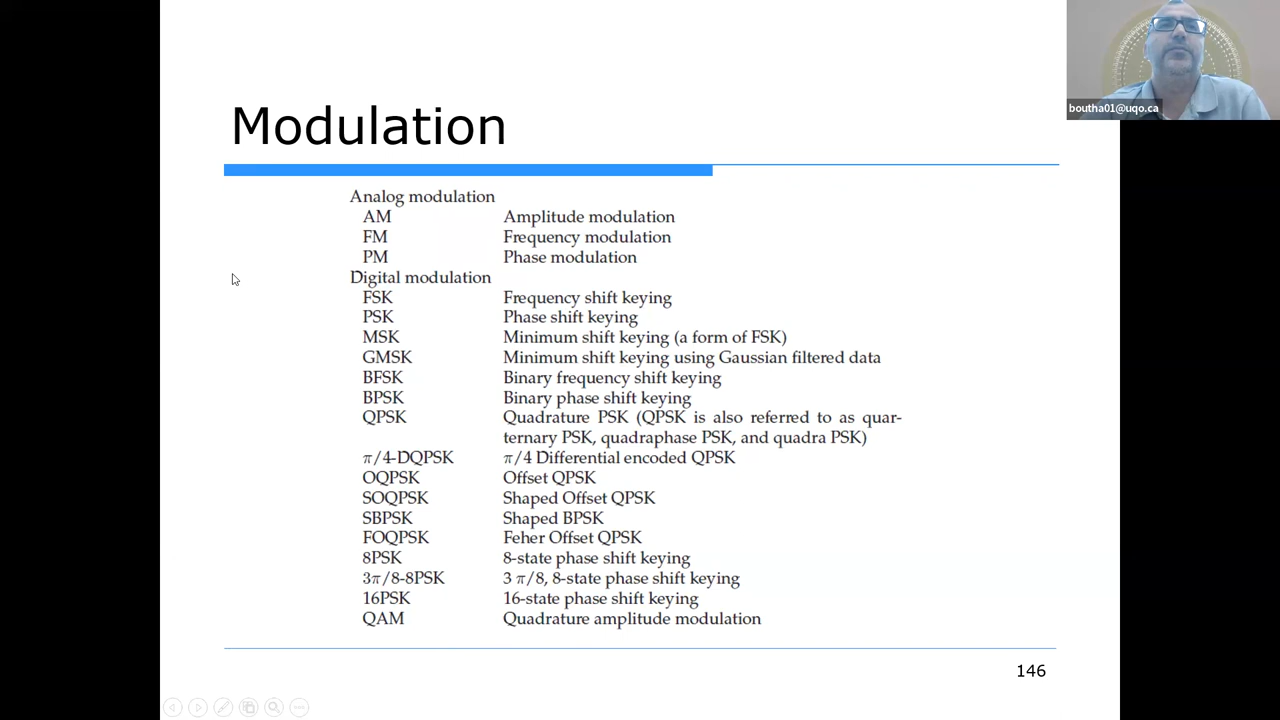 boutha01@uqo.ca
Modulation
Analog modulation
AM Amplitude modulation
FM Frequency modulation
PM Phase modulation
Digital modulation
FSK Frequency shift keying
PSK Phase shift keying
MSK Minimum shift keying (a form of FSK)
GMSK Minimum shift keying using Gaussian filtered data
BFSK Binary frequency shift keying
BPSK Binary phase shift keying
QPSK Quadrature PSK (QPSK is also referred to as quar-
ternary PSK, quadraphase PSK, and quadra PSK)
π/4-DQPSK π/4 Differential encoded QPSK
OQPSK Offset QPSK
SOQPSK Shaped Offset QPSK
SBPSK Shaped BPSK
FOQPSK Feher Offset QPSK
8PSK 8-state phase shift keying
3π/8-8PSK 3 π/8, 8-state phase shift keying
16PSK 16-state phase shift keying
QAM Quadrature amplitude modulation
146